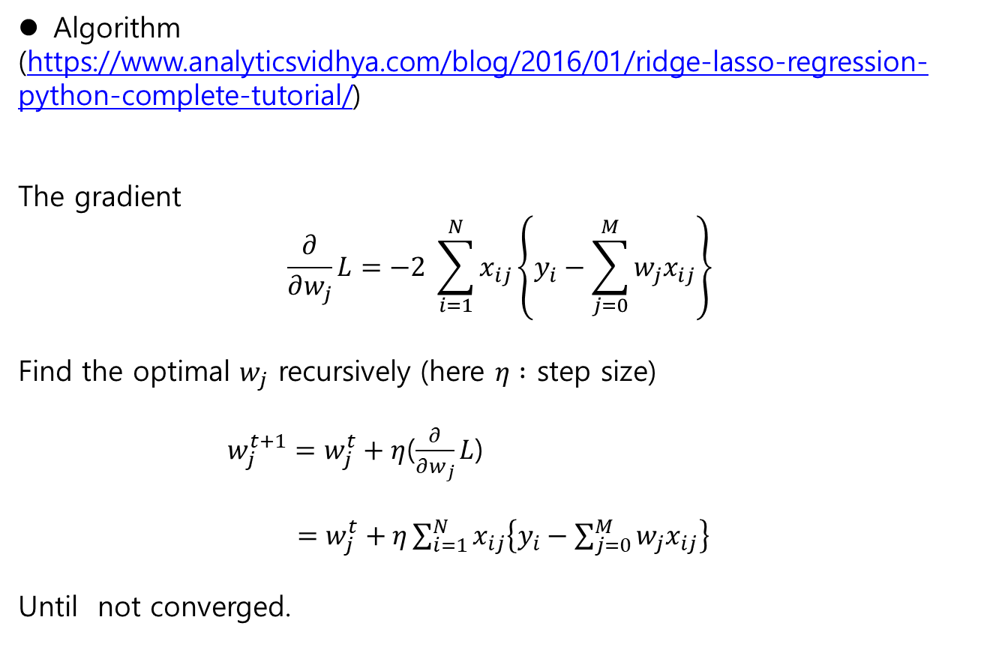 ● Algorithm
(https://www.analyticsvidhya.com/blog/2016/01/ridge-lasso-regression-
python-complete-tutorial/)
The gradient
$$\frac{\partial}{\partial w_j} L = -2 \sum_{i=1}^{N} x_{ij} \left\{ y_i - \sum_{j=0}^{M} w_j x_{ij} \right\}$$
Find the optimal $w_j$ recursively (here $\eta$ : step size)
$$w_j^{t+1} = w_j^t + \eta(\frac{\partial}{\partial w_j} L)$$
$$= w_j^t + \eta \sum_{i=1}^{N} x_{ij} \{ y_i - \sum_{j=0}^{M} w_j x_{ij} \}$$
Until not converged.